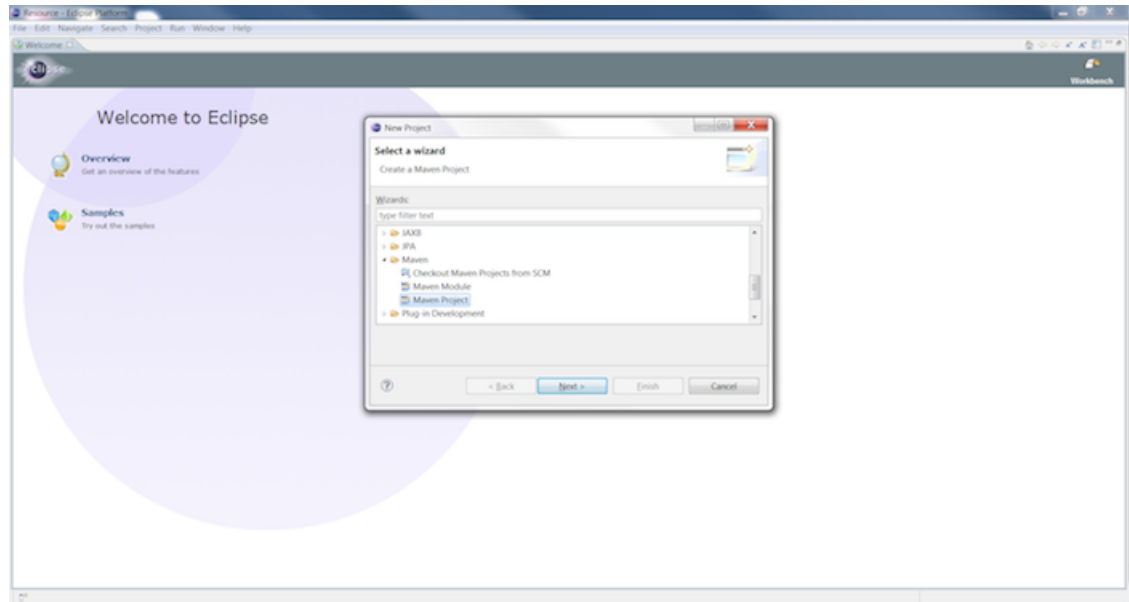 Resource - Eclipse Platform
File Edit Navigate Search Project Run Window Help
Welcome
eclipse
Workbench
Welcome to Eclipse
Overview
Get an overview of the features
Samples
Try out the samples
New Project
Select a wizard
Create a Maven Project
Wizards:
type filter text
JAXB
JPA
Maven
Checkout Maven Projects from SCM
Maven Module
Maven Project
Plug-in Development
< Back Next > Finish Cancel